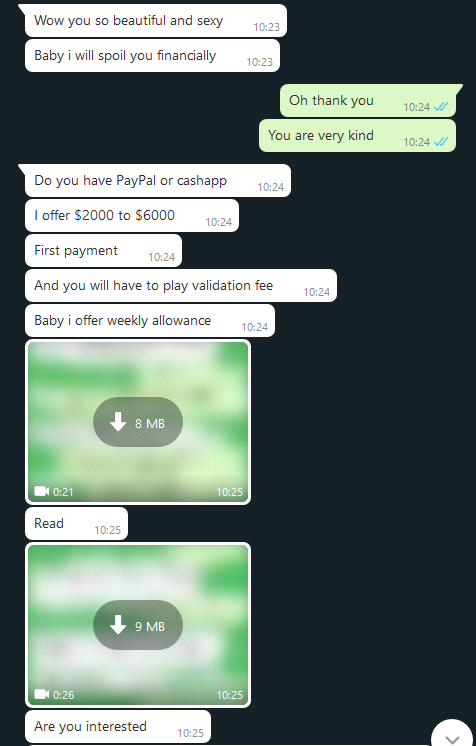 Wow you so beautiful and sexy 10:23
Baby i will spoil you financially 10:23
Oh thank you 10:24
You are very kind 10:24
Do you have PayPal or cashapp 10:24
I offer $2000 to $6000 10:24
First payment 10:24
And you will have to play validation fee 10:24
Baby i offer weekly allowance 10:24
8 MB
0:21 10:25
Read 10:25
9 MB
0:26 10:25
Are you interested 10:25